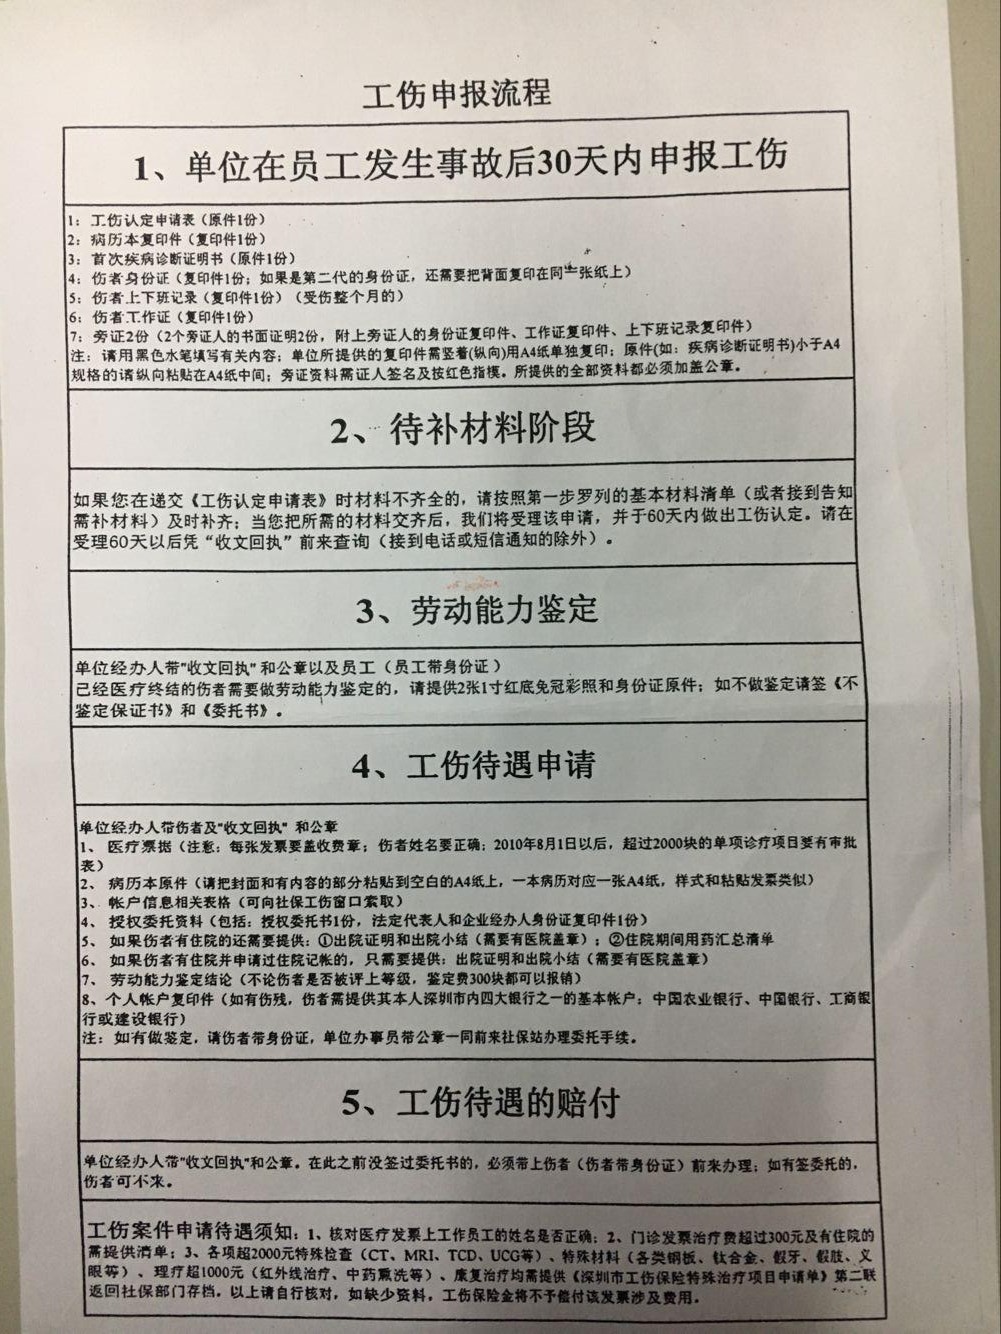 工伤申报流程
1、单位在员工发生事故后30天内申报工伤
1：工伤认定申请表（原件1份）
2：病历本复印件（复印件1份）
3：首次疾病诊断证明书（原件1份）
4：伤者身份证（复印件1份；如果是第二代的身份证，还需要把背面复印在同一张纸上）
5：伤者上下班记录（复印件1份）（受伤整个月的）
6：伤者工作证（复印件1份）
7：旁证2份（2个旁证人的书面证明2份，附上旁证人的身份证复印件、工作证复印件、上下班记录复印件）
注：请用黑色水笔填写有关内容；单位所提供的复印件需竖着(纵向)用A4纸单独复印；原件(如：疾病诊断证明书)小于A4
规格的请纵向粘贴在A4纸中间；旁证资料需证人签名及按红色指模。所提供的全部资料都必须加盖公章。
2、待补材料阶段
如果您在递交《工伤认定申请表》时材料不齐全的，请按照第一步罗列的基本材料清单（或者接到告知
需补材料）及时补齐；当您把所需的材料交齐后，我们将受理该申请，并于60天内做出工伤认定。请在
受理60天以后凭“收文回执”前来查询（接到电话或短信通知的除外）。
3、劳动能力鉴定
单位经办人带"收文回执"和公章以及员工（员工带身份证）
已经医疗终结的伤者需要做劳动能力鉴定的，请提供2张1寸红底免冠彩照和身份证原件；如不做鉴定请签《不
鉴定保证书》和《委托书》。
4、工伤待遇申请
单位经办人带伤者及"收文回执" 和公章
1、 医疗票据（注意：每张发票要盖收费章；伤者姓名要正确；2010年8月1日以后，超过2000块的单项诊疗项目要有审批
表）
2、 病历本原件（请把封面和有内容的部分粘贴到空白的A4纸上，一本病历对应一张A4纸，样式和粘贴发票类似）
3、 帐户信息相关表格（可向社保工伤窗口索取）
4、 授权委托资料（包括：授权委托书1份，法定代表人和企业经办人身份证复印件1份）
5、 如果伤者有住院的还需要提供：①出院证明和出院小结（需要有医院盖章）；②住院期间用药汇总清单
6、 如果伤者有住院并申请过住院记帐的，只需要提供：出院证明和出院小结（需要有医院盖章）
7、 劳动能力鉴定结论（不论伤者是否被评上等级，鉴定费300块都可以报销）
8、个人帐户复印件（如有伤残，伤者需提供其本人深圳市内四大银行之一的基本帐户：中国农业银行、中国银行、工商银
行或建设银行）
注：如有做鉴定，请伤者带身份证，单位办事员带公章一同前来社保站办理委托手续。
5、工伤待遇的赔付
单位经办人带"收文回执"和公章。在此之前没签过委托书的，必须带上伤者（伤者带身份证）前来办理；如有签委托的，
伤者可不来。
工伤案件申请待遇须知：1、核对医疗发票上工作员工的姓名是否正确；2、门诊发票治疗费超过300元及有住院的
需提供清单；3、各项超2000元特殊检查（CT、MRI、TCD、UCG等）、特殊材料（各类钢板、钛合金、假牙、假肢、义
眼等）、理疗超1000元（红外线治疗、中药熏洗等）、康复治疗均需提供《深圳市工伤保险特殊治疗项目申请单》第二联
返回社保部门存档，以上请自行核对，如缺少资料，工伤保险金将不予偿付该发票涉及费用。